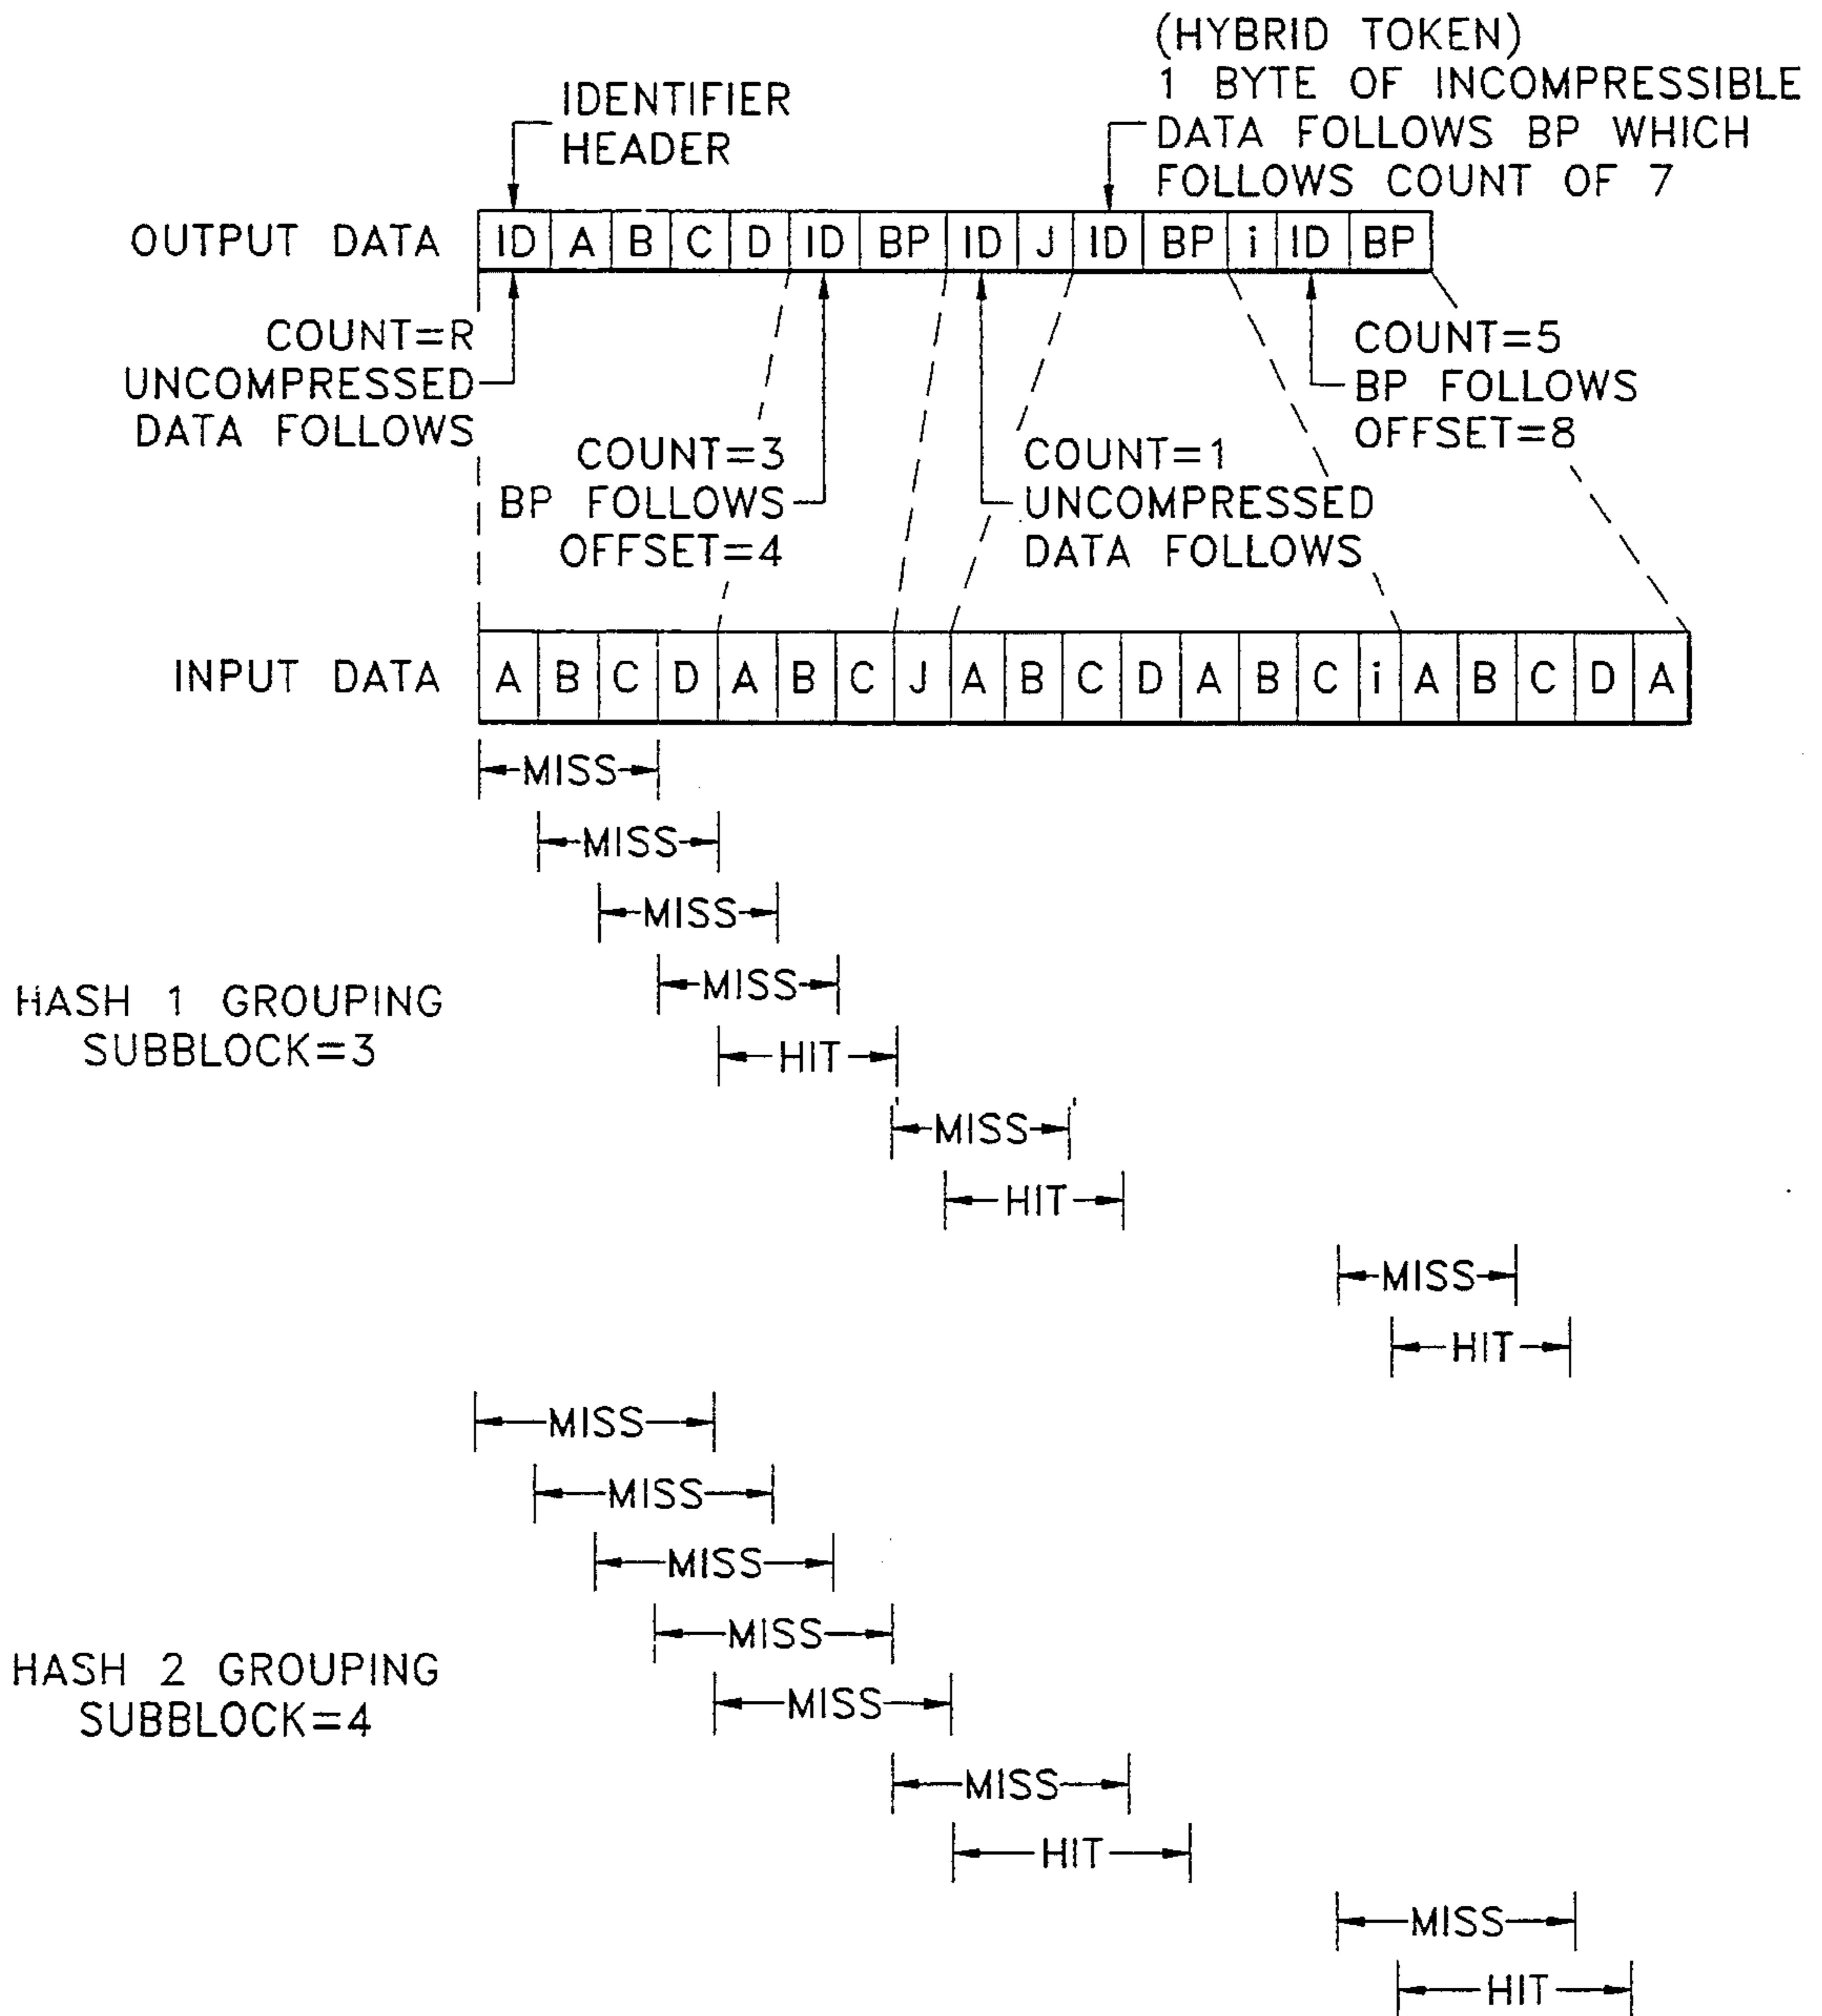 (HYBRID TOKEN)
1 BYTE OF INCOMPRESSIBLE
DATA FOLLOWS BP WHICH
FOLLOWS COUNT OF 7
IDENTIFIER
HEADER
OUTPUT DATA
ID A B C D ID BP ID J ID BP i ID BP
COUNT=R
UNCOMPRESSED
DATA FOLLOWS
COUNT=3
BP FOLLOWS
OFFSET=4
COUNT=1
UNCOMPRESSED
DATA FOLLOWS
COUNT=5
BP FOLLOWS
OFFSET=8
INPUT DATA
A B C D A B C J A B C D A B C i A B C D A
HASH 1 GROUPING
SUBBLOCK=3
MISS
MISS
MISS
MISS
HIT
MISS
HIT
MISS
HIT
HASH 2 GROUPING
SUBBLOCK=4
MISS
MISS
MISS
MISS
MISS
MISS
HIT
MISS
HIT